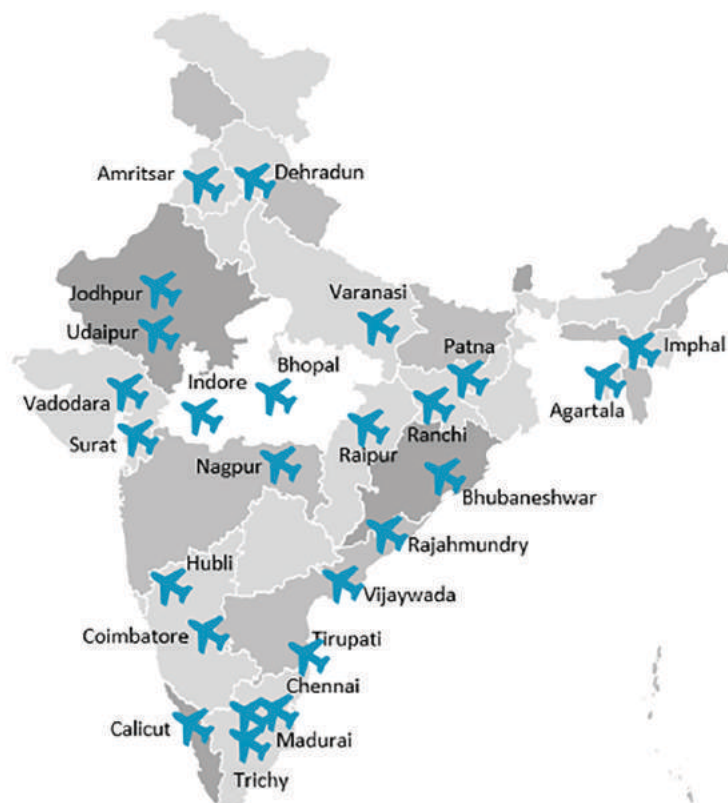 Amritsar
Dehradun
Jodhpur
Varanasi
Udaipur
Patna
Imphal
Bhopal
Indore
Vadodara
Agartala
Surat
Ranchi
Raipur
Nagpur
Bhubaneshwar
Rajahmundry
Hubli
Vijaywada
Coimbatore
Tirupati
Chennai
Calicut
Madurai
Trichy